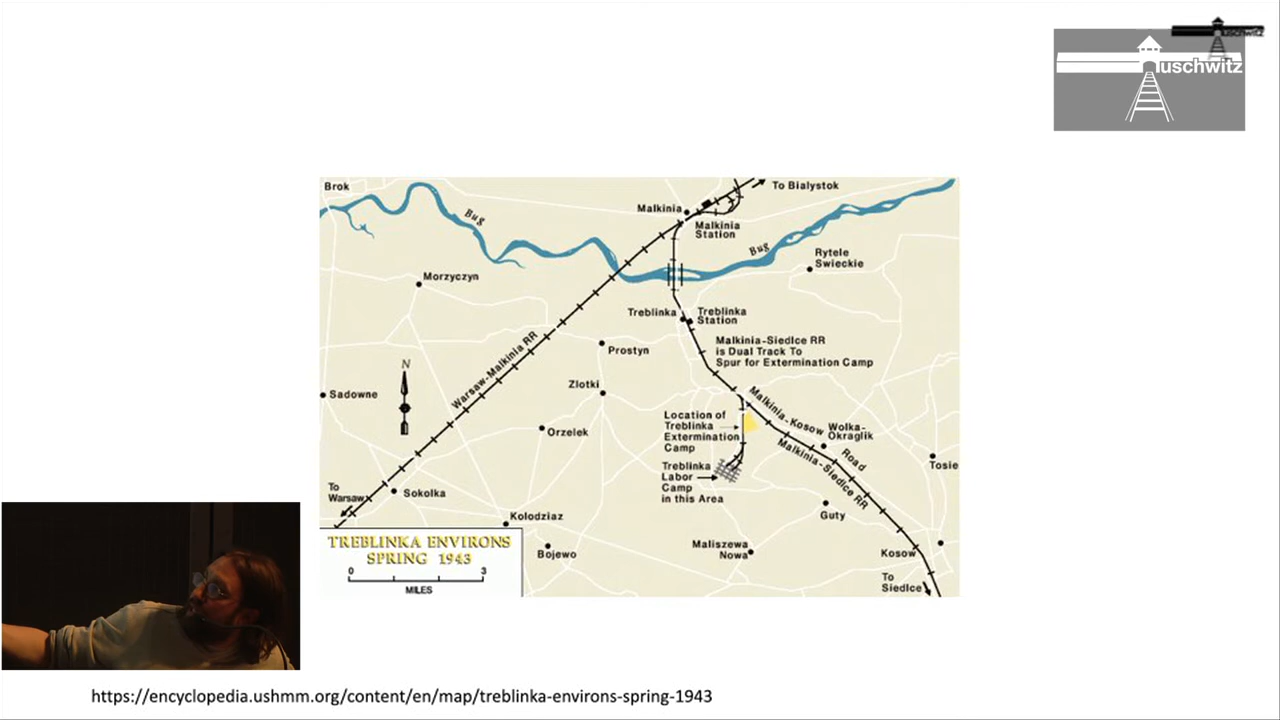 uschwitz
uschwitz
Brok
Bug
Malkinia
To Bialystok
Malkinia
Station
Bug
Rytele
Swieckie
Morzyczyn
Treblinka
Treblinka
Station
Malkinia-Siedlce RR
is Dual Track To
Spur for Extermination Camp
Warsaw-Malkinia RR
Prostyn
N
Zlotki
Sadowne
Malkinia-Kosow Road
Location of
Treblinka
Extermination
Camp
Wolka-
Okraglik
Orzelek
Malkinia-Siedlce RR
Treblinka
Labor
Camp
in this Area
Tosie
To
Warsaw
Sokolka
Guty
Kolodziaz
TREBLINKA ENVIRONS
SPRING 1943
0 3
MILES
Bojewo
Maliszewa
Nowa
Kosow
To
Siedlce
https://encyclopedia.ushmm.org/content/en/map/treblinka-environs-spring-1943